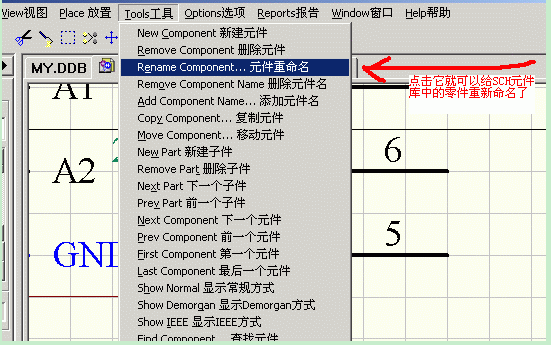 View视图 Place 放置 Tools工具 Options选项 Reports报告 Window窗口 Help帮助
MY.DDB
New Component 新建元件
Remove Component 删除元件
Rename Component... 元件重命名
Remove Component Name 删除元件名
Add Component Name... 添加元件名
Copy Component... 复制元件
Move Component... 移动元件
New Part 新建子件
Remove Part 删除子件
Next Part 下一个子件
Prev Part 前一个子件
Next Component 下一个元件
Prev Component 前一个元件
First Component 第一个元件
Last Component 最后一个元件
Show Normal 显示常规方式
Show Demorgan 显示Demorgan方式
Show IEEE 显示IEEE方式
Find Component... 查找元件
点击它就可以给SCH元件
库中的零件重新命名了
A1
A2
6
GND
5